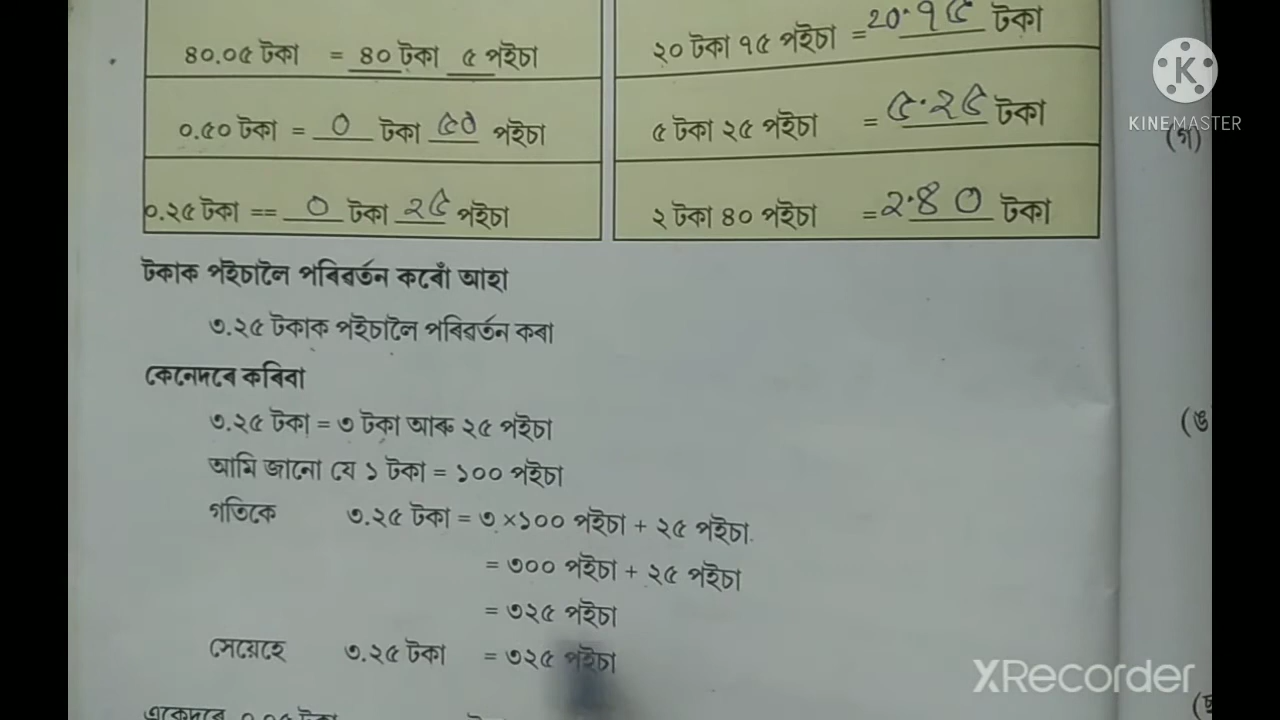 ৪০.০৫ টকা = ৪০ টকা ৫ পইচা
২০ টকা ৭৫ পইচা = ২0.৭৫ টকা
০.৫০ টকা = ০ টকা ৫০ পইচা
৫ টকা ২৫ পইচা = ৫.২৫ টকা
০.২৫ টকা == ০ টকা ২৫ পইচা
২ টকা ৪০ পইচা = ২.৪০ টকা
টকাক পইচালৈ পৰিৱৰ্তন কৰোঁ আহা
৩.২৫ টকাক পইচালৈ পৰিৱৰ্তন কৰা
কেনেদৰে কৰিবা
৩.২৫ টকা = ৩ টকা আৰু ২৫ পইচা
আমি জানো যে ১ টকা = ১০০ পইচা
গতিকে ৩.২৫ টকা = ৩ ×১০০ পইচা + ২৫ পইচা
= ৩০০ পইচা + ২৫ পইচা
= ৩২৫ পইচা
সেয়েহে ৩.২৫ টকা = ৩২৫ পইচা
(গ)
(ঙ
KINEMASTER
XRecorder